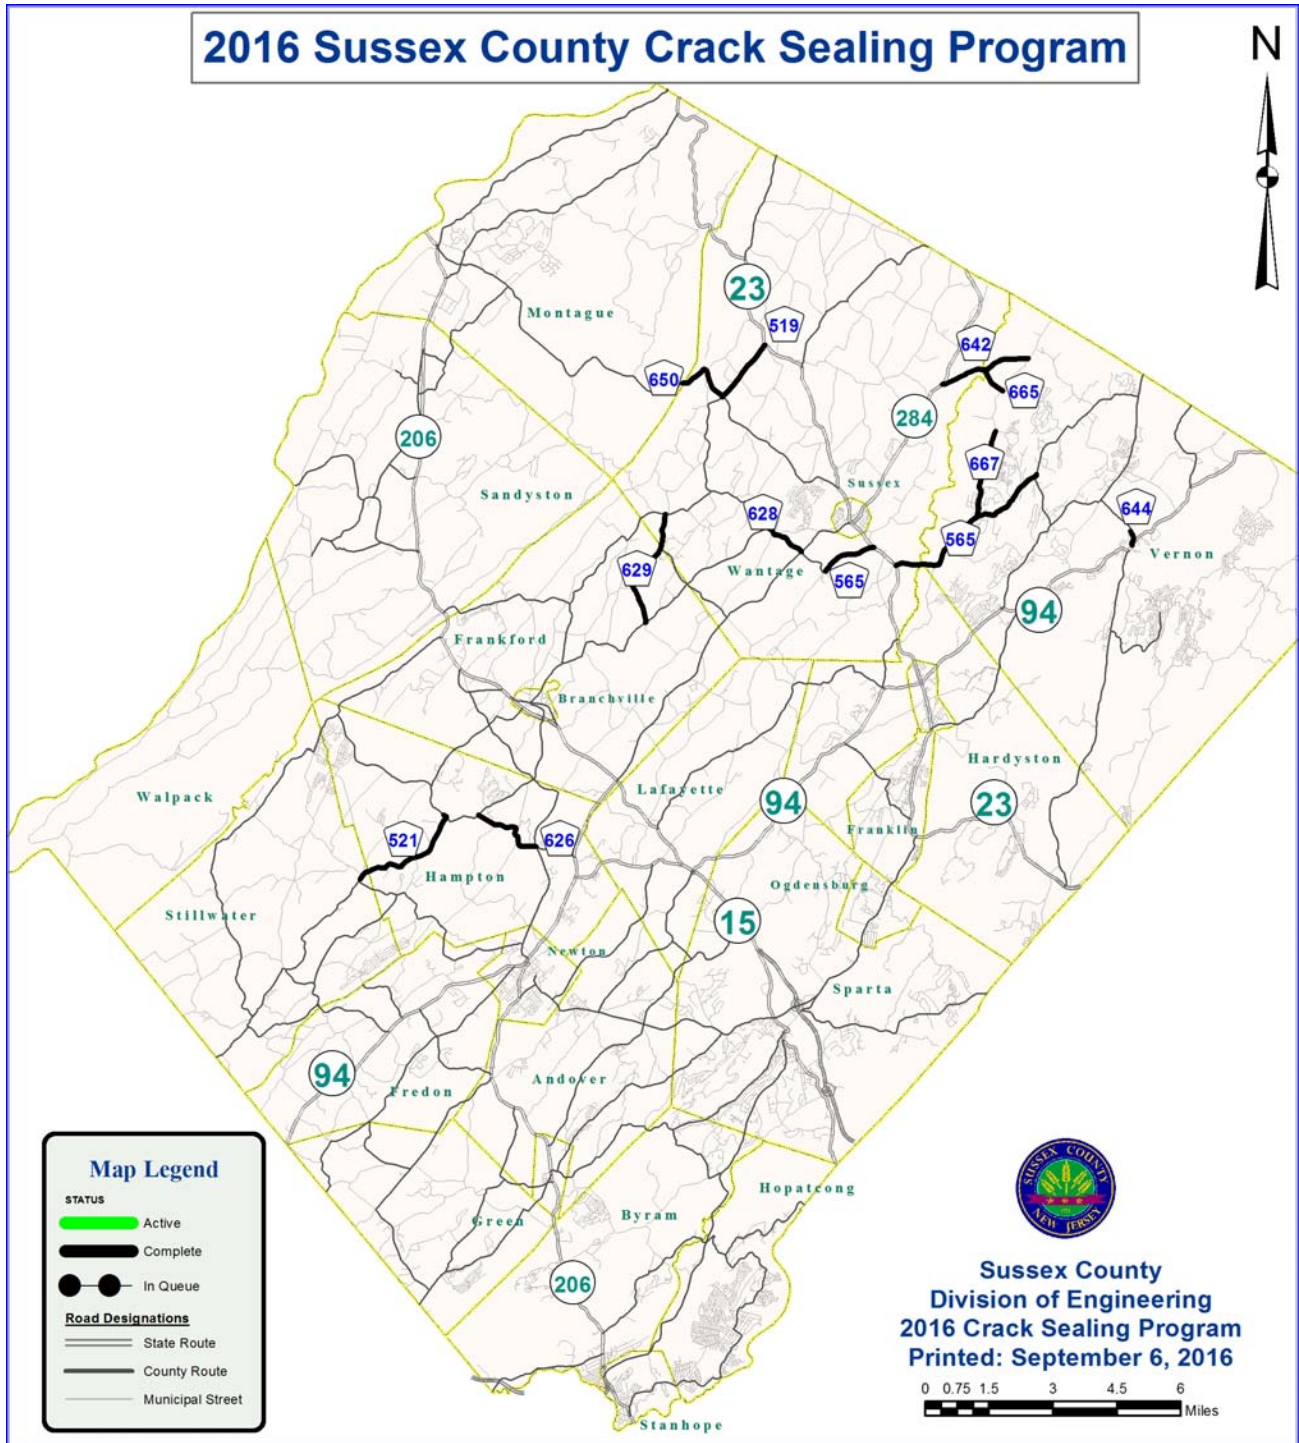 2016 Sussex County Crack Sealing Program
N
23
519
Montague
642
650
665
284
206
667
Sussex
Sandyston
628
644
565
Vernon
629
Wantage
565
94
Frankford
Branchville
Hardyston
Lafayette
Walpack
94
23
Franklin
521
626
Hampton
Ogdensburg
Stillwater
15
Newton
Sparta
94
Andover
Fredon
Hopatcong
Green
Byram
206
Stanhope
Map Legend
STATUS
Active
Complete
In Queue
Road Designations
State Route
County Route
Municipal Street
SUSSEX COUNTY
NEW JERSEY
Sussex County
Division of Engineering
2016 Crack Sealing Program
Printed: September 6, 2016
0 0.75 1.5 3 4.5 6
Miles